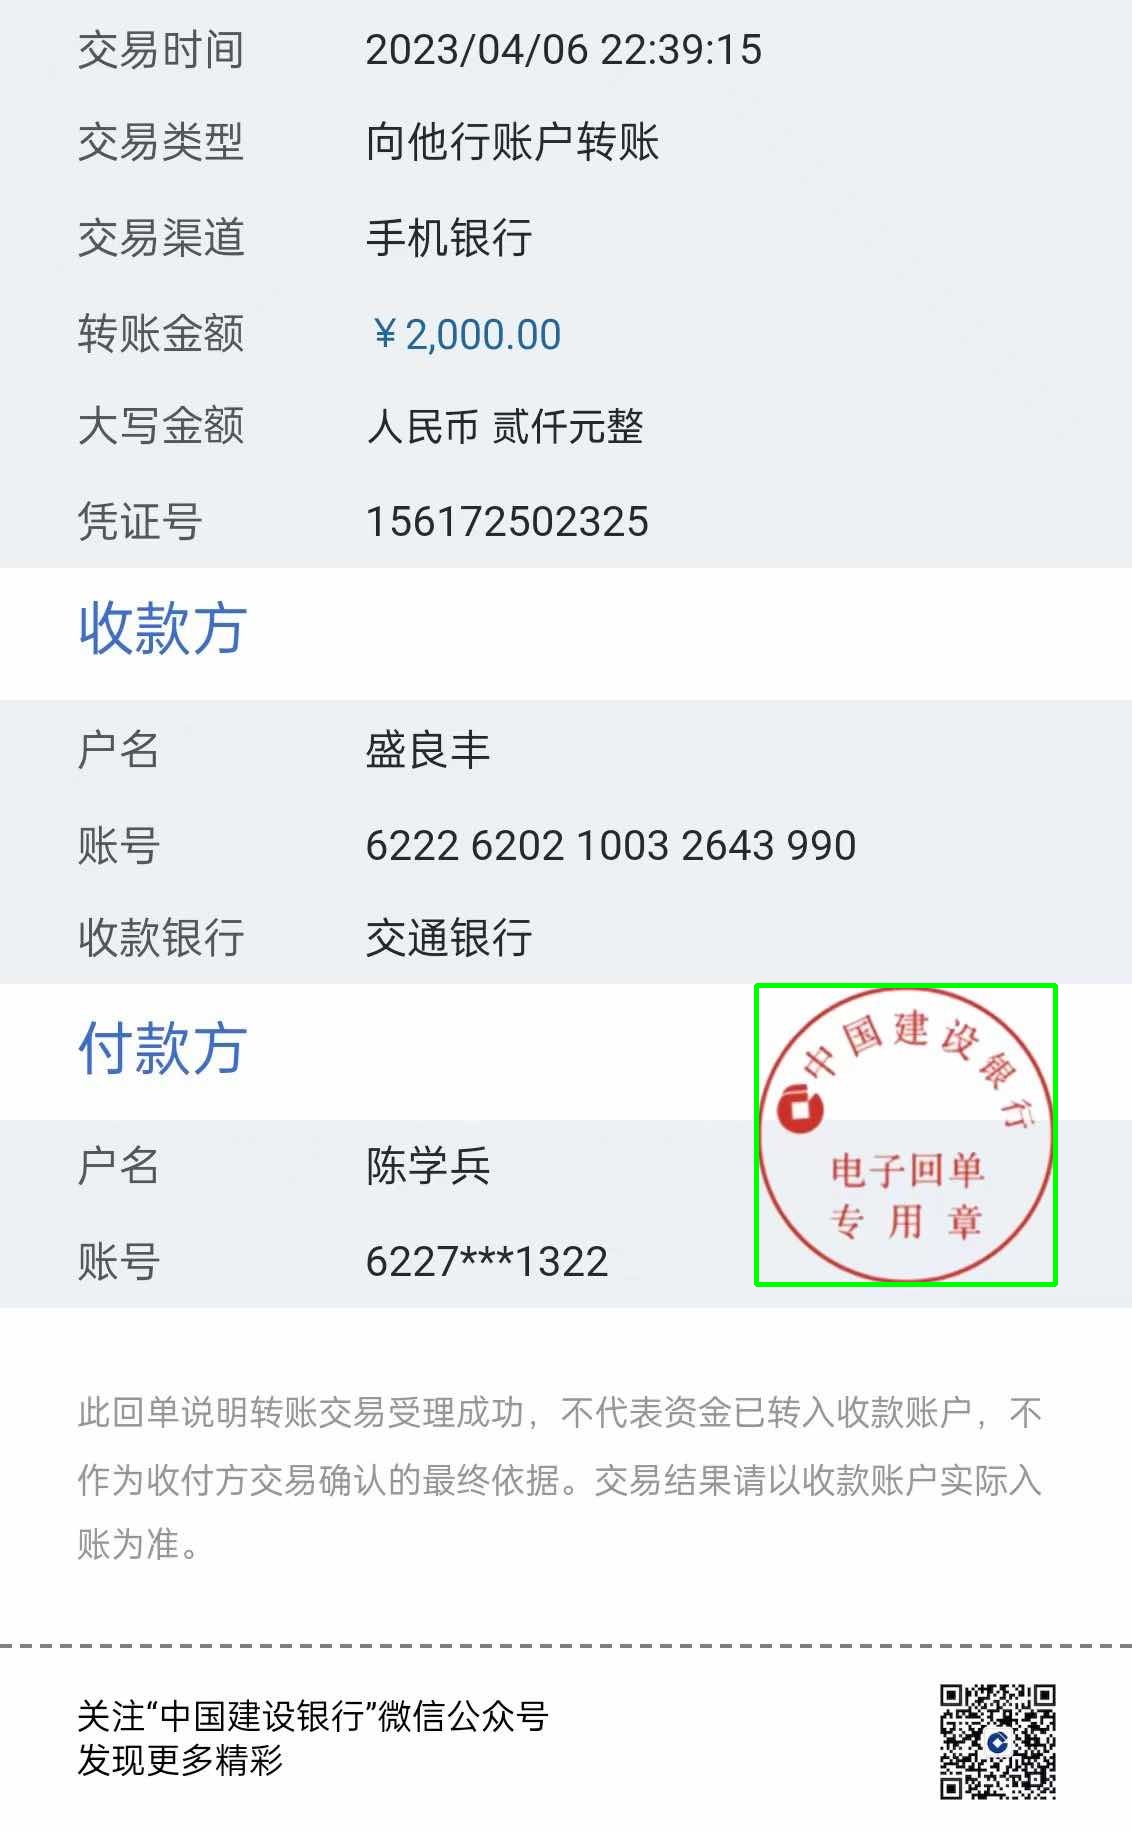 交易时间 2023/04/06 22:39:15
交易类型 向他行账户转账
交易渠道 手机银行
转账金额 ¥2,000.00
大写金额 人民币 贰仟元整
凭证号 156172502325
收款方
户名 盛良丰
账号 6222 6202 1003 2643 990
收款银行 交通银行
付款方
中国建设银行
电子回单
专用章
户名 陈学兵
账号 6227***1322
此回单说明转账交易受理成功，不代表资金已转入收款账户，不
作为收付方交易确认的最终依据。交易结果请以收款账户实际入
账为准。
关注“中国建设银行”微信公众号
发现更多精彩